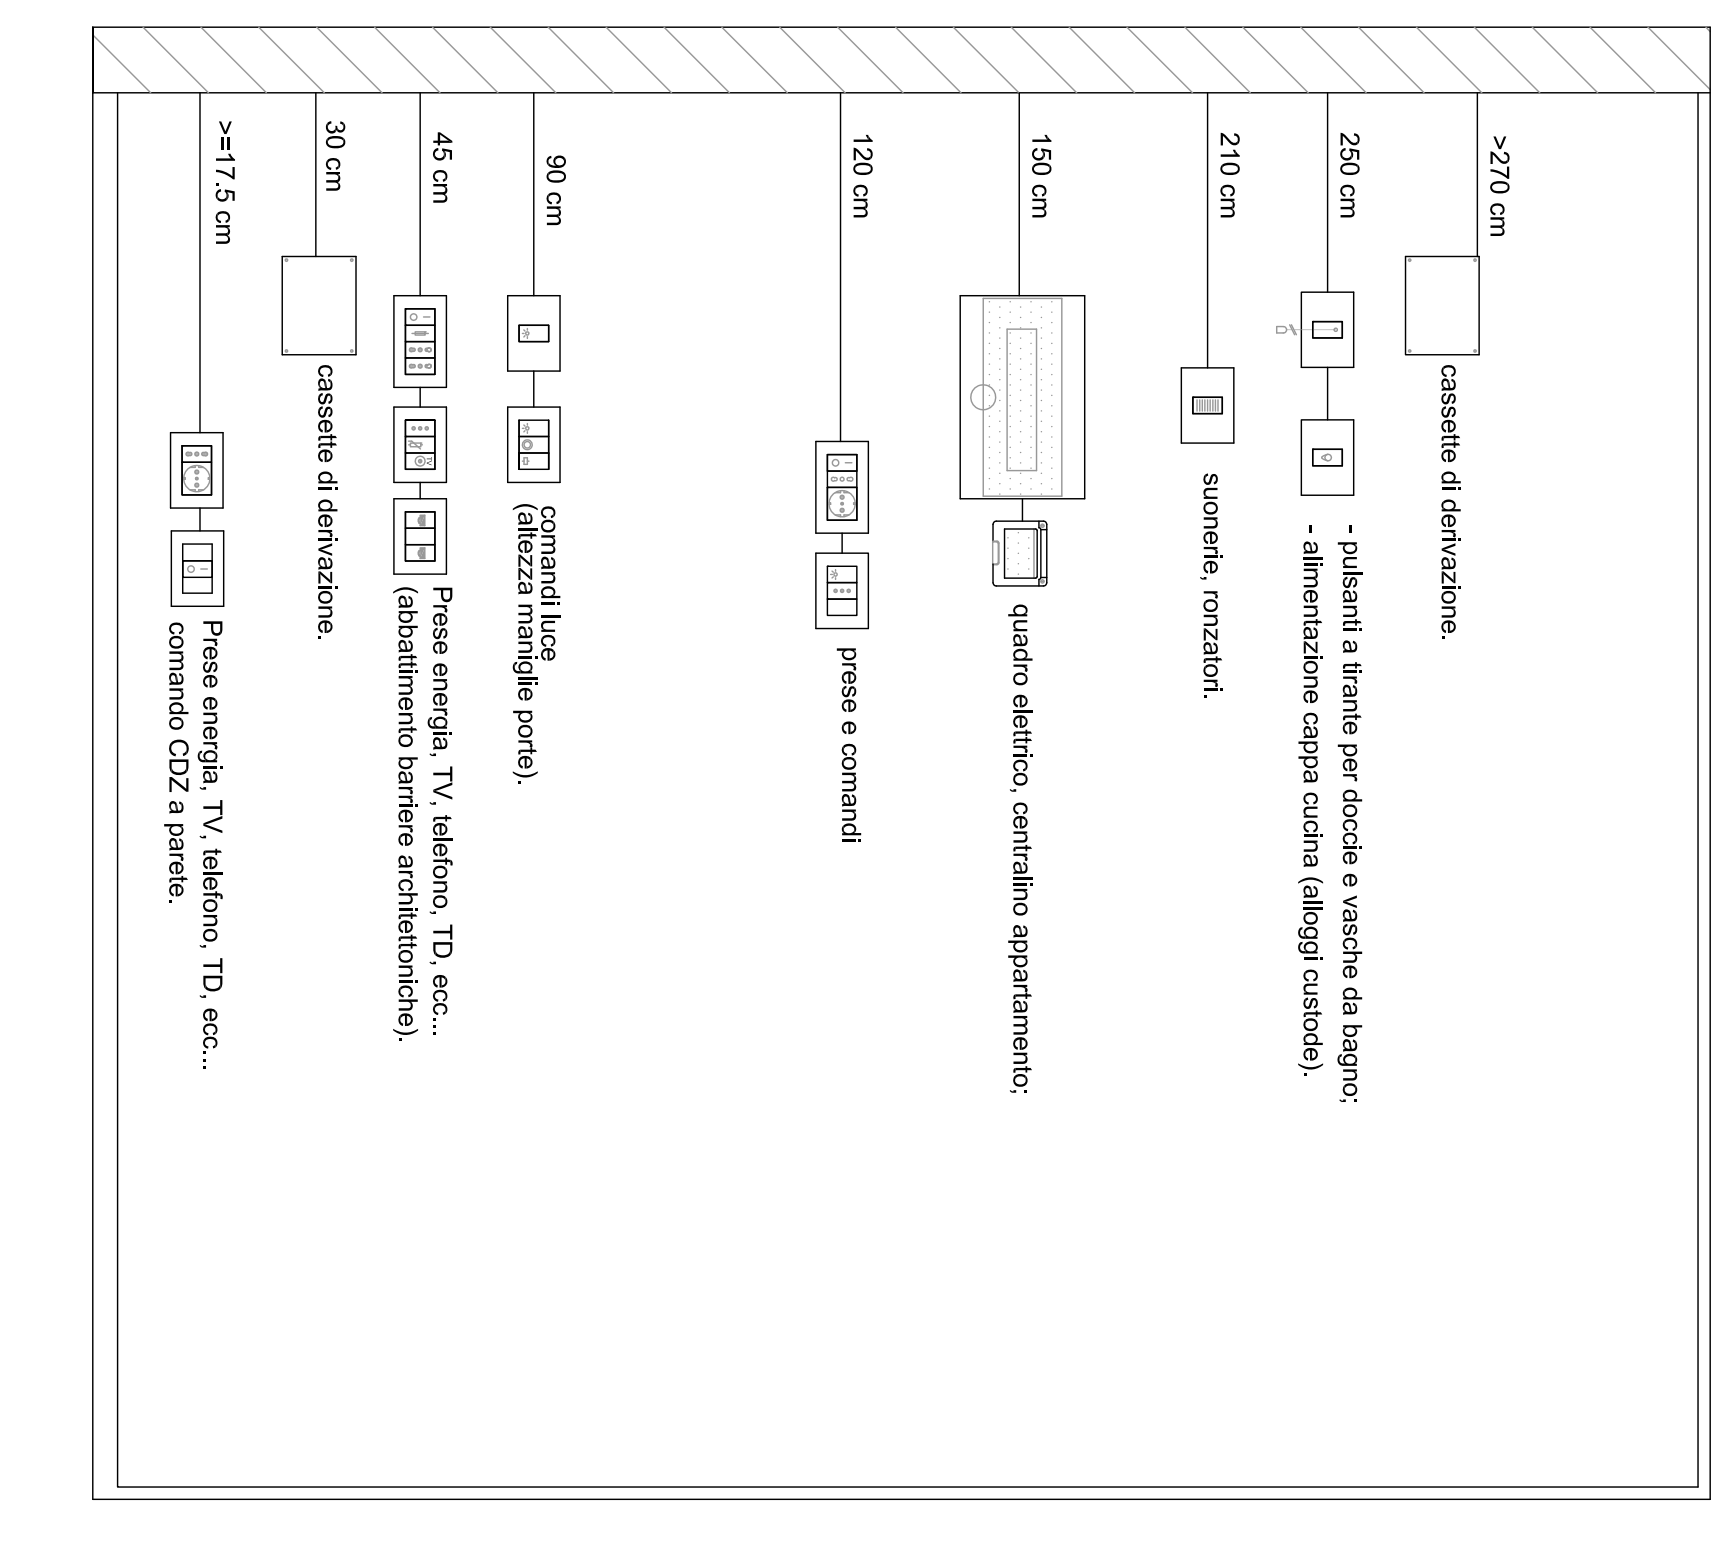 >270 cm
cassette di derivazione.
250 cm
- pulsanti a tirante per doccie e vasche da bagno;
- alimentazione cappa cucina (alloggi custode).
210 cm
suonerie, ronzatori.
150 cm
quadro elettrico, centralino appartamento;
120 cm
prese e comandi
90 cm
comandi luce
(altezza maniglie porte).
45 cm
TV
Prese energia, TV, telefono, TD, ecc...
(abbattimento barriere architettoniche).
30 cm
cassette di derivazione.
>=17.5 cm
Prese energia, TV, telefono, TD, ecc...
comando CDZ a parete.